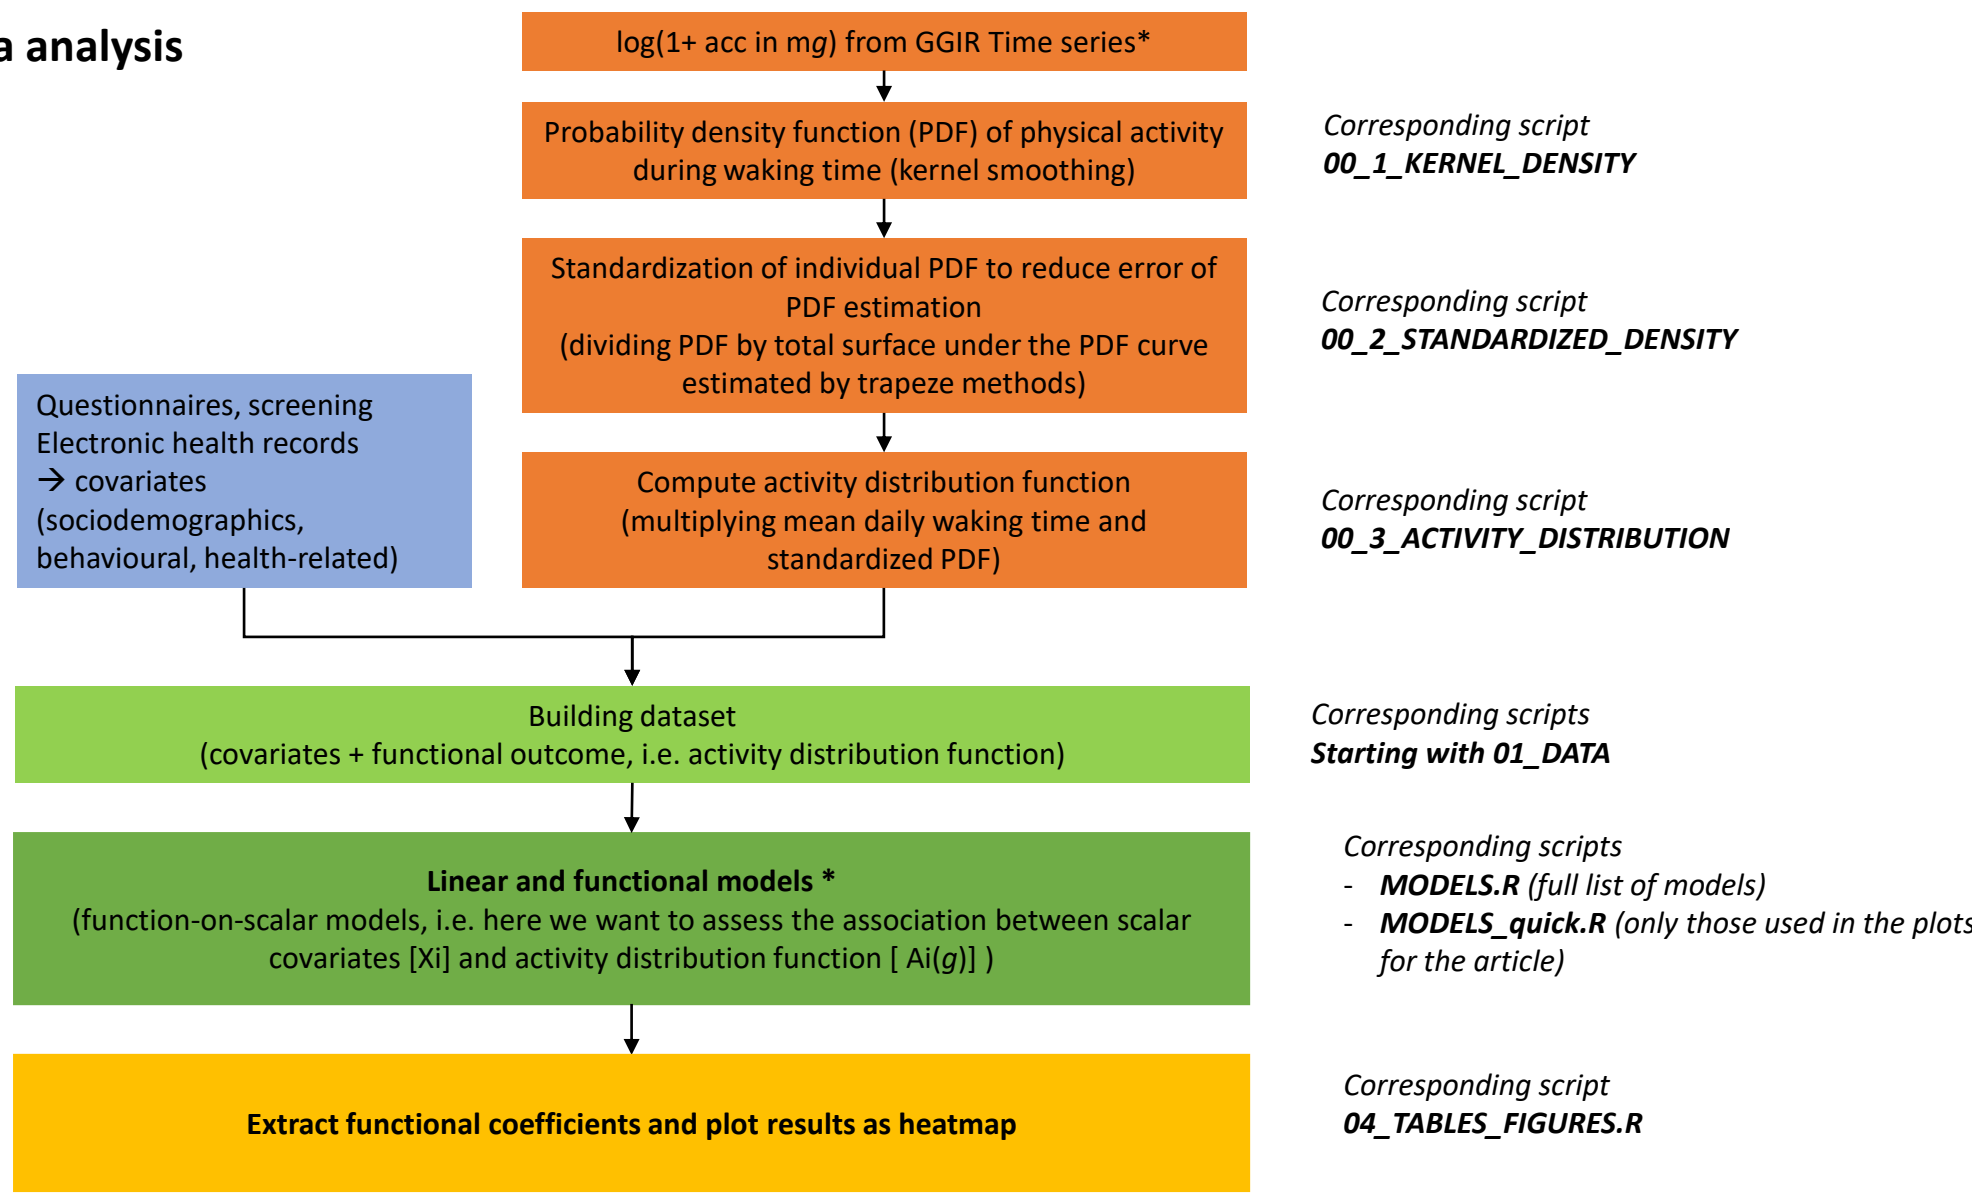 a analysis
log(1+ acc in mg) from GGIR Time series*
Probability density function (PDF) of physical activity
during waking time (kernel smoothing)
Corresponding script
00_1_KERNEL_DENSITY
Standardization of individual PDF to reduce error of
PDF estimation
(dividing PDF by total surface under the PDF curve
estimated by trapeze methods)
Corresponding script
00_2_STANDARDIZED_DENSITY
Questionnaires, screening
Electronic health records
→ covariates
(sociodemographics,
behavioural, health-related)
Compute activity distribution function
(multiplying mean daily waking time and
standardized PDF)
Corresponding script
00_3_ACTIVITY_DISTRIBUTION
Building dataset
(covariates + functional outcome, i.e. activity distribution function)
Corresponding scripts
Starting with 01_DATA
Linear and functional models *
(function-on-scalar models, i.e. here we want to assess the association between scalar
covariates [Xi] and activity distribution function [ Ai(g)] )
Corresponding scripts
- MODELS.R (full list of models)
- MODELS_quick.R (only those used in the plots
for the article)
Extract functional coefficients and plot results as heatmap
Corresponding script
04_TABLES_FIGURES.R